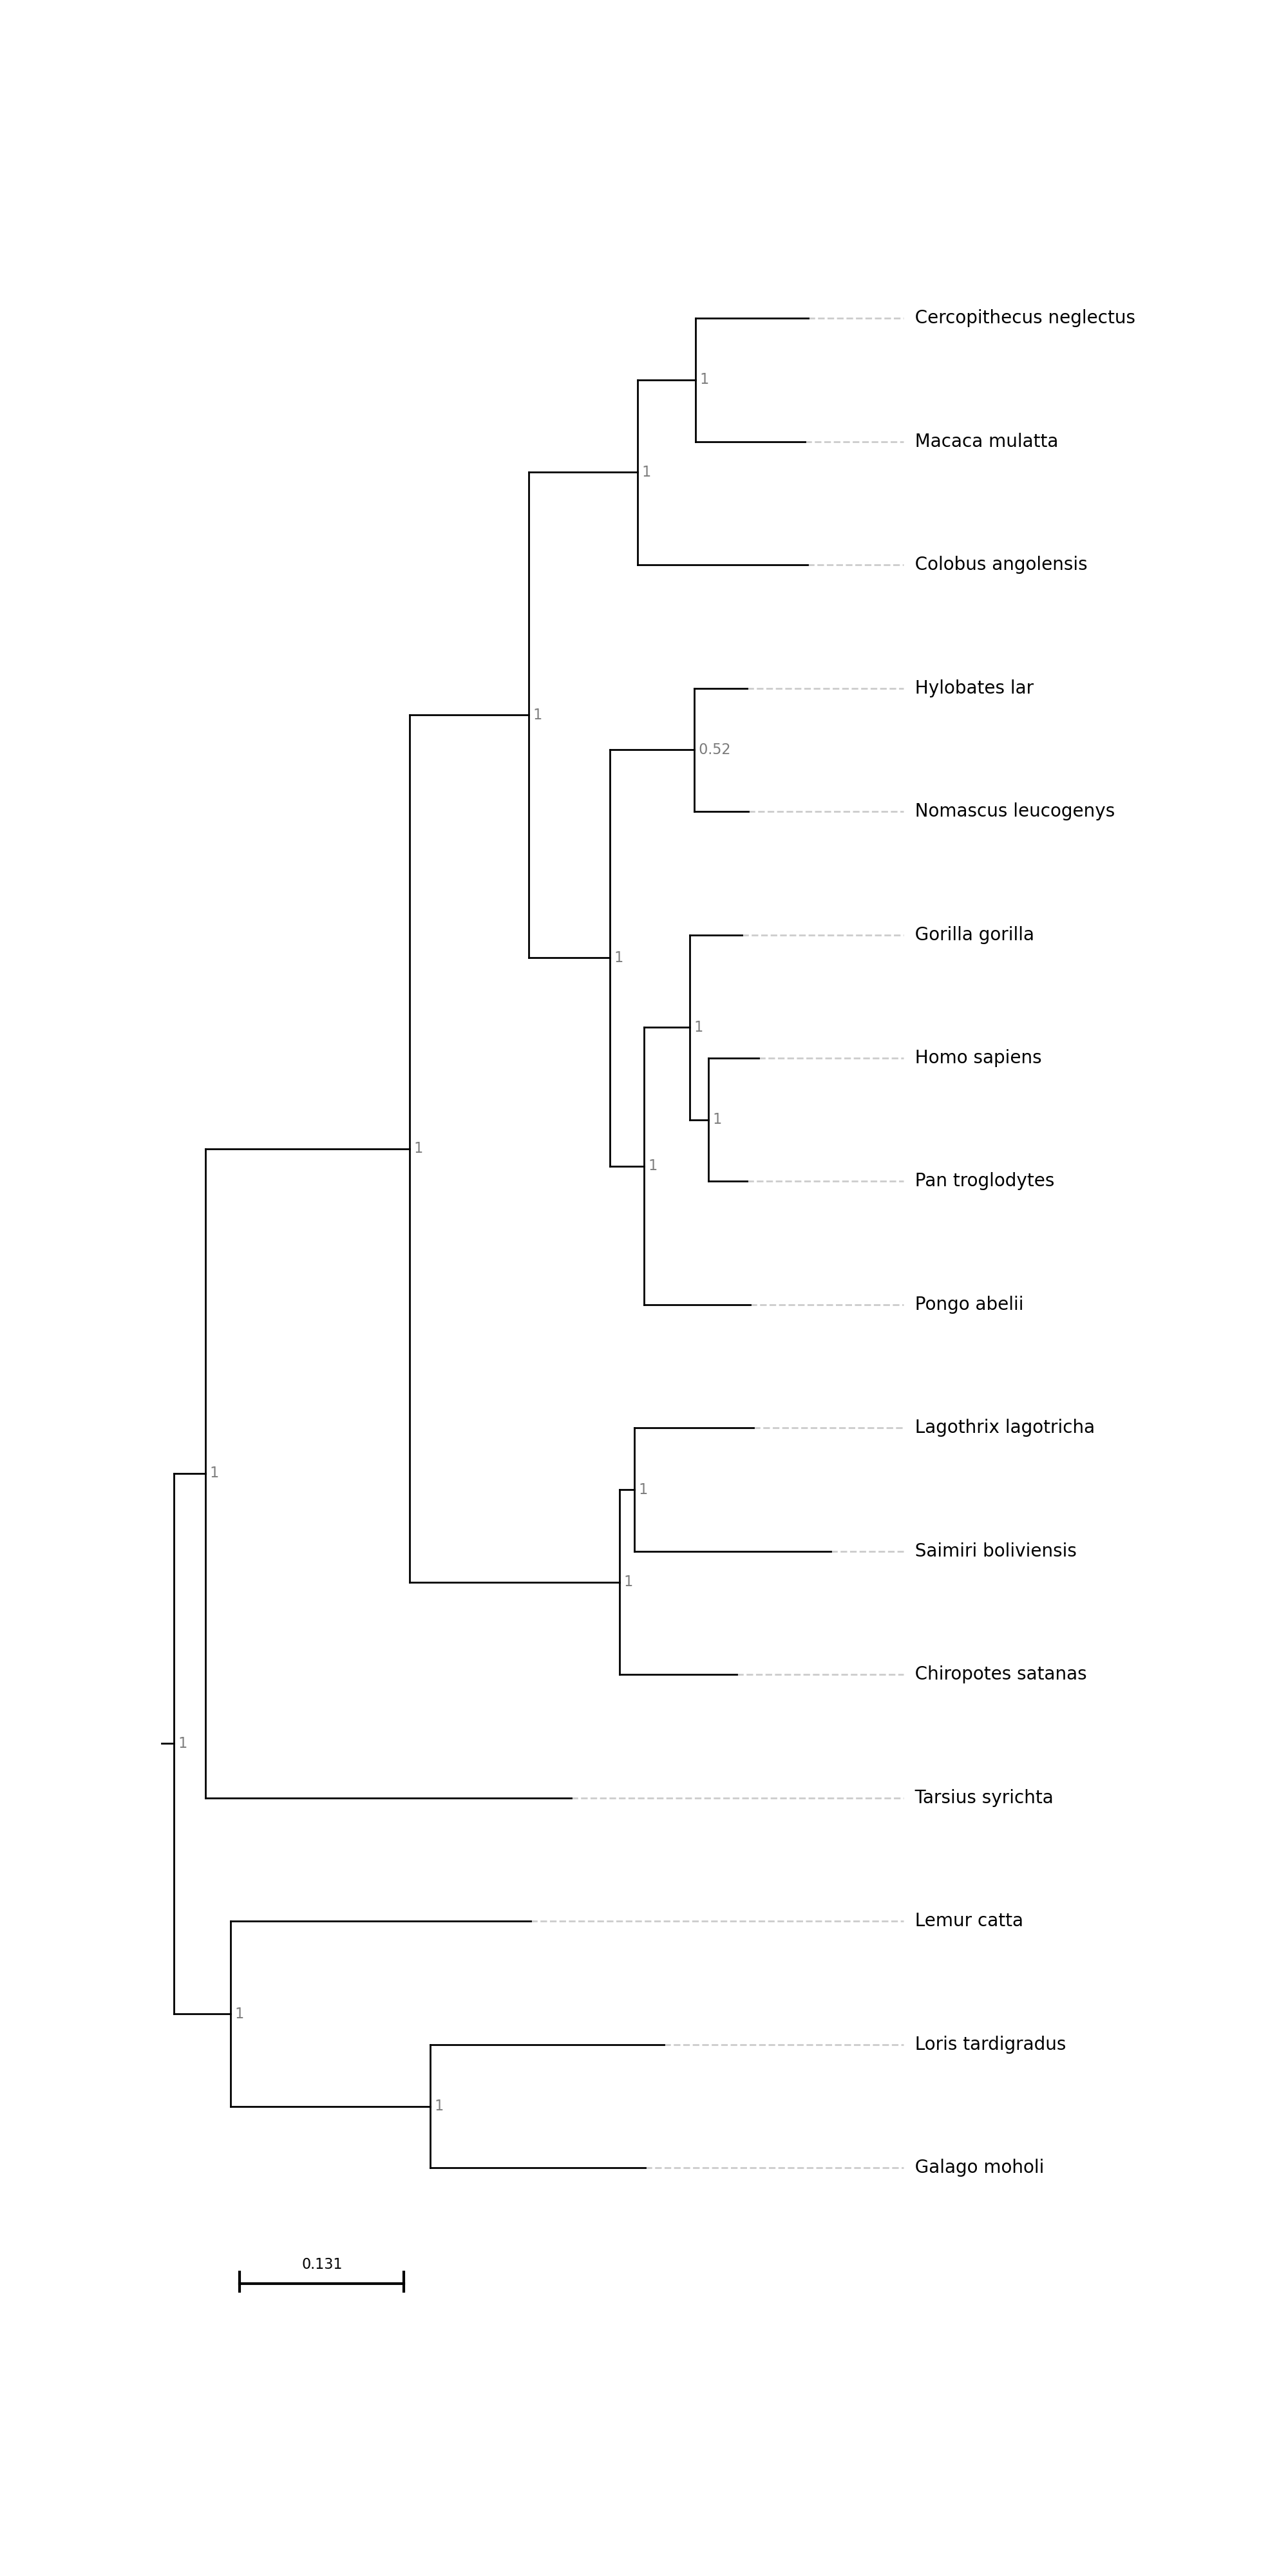 Cercopithecus neglectus
1
Macaca mulatta
1
Colobus angolensis
Hylobates lar
1
0.52
Nomascus leucogenys
Gorilla gorilla
1
1
Homo sapiens
1
1
1
Pan troglodytes
Pongo abelii
Lagothrix lagotricha
1
1
Saimiri boliviensis
1
Chiropotes satanas
1
Tarsius syrichta
Lemur catta
1
Loris tardigradus
1
Galago moholi
0.131